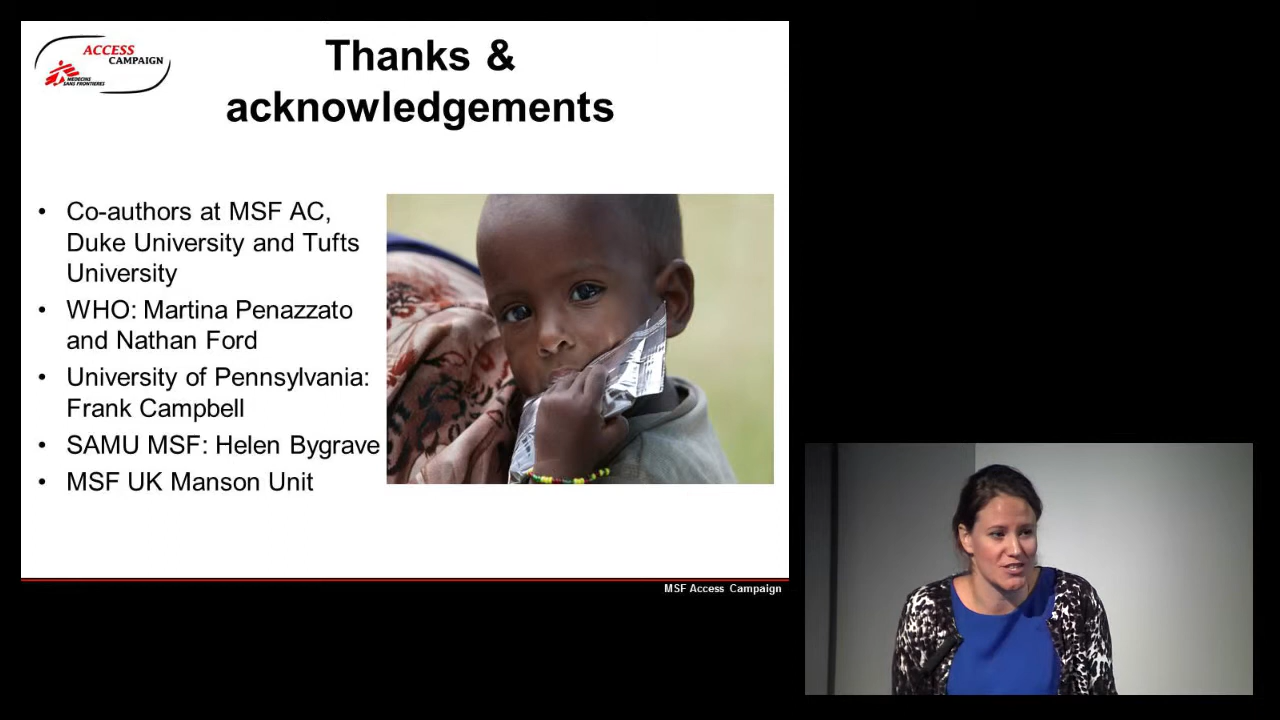 ACCESS
CAMPAIGN
MEDECINS
SANS FRONTIERES
Thanks &
acknowledgements
• Co-authors at MSF AC,
Duke University and Tufts
University
• WHO: Martina Penazzato
and Nathan Ford
• University of Pennsylvania:
Frank Campbell
• SAMU MSF: Helen Bygrave
• MSF UK Manson Unit
MSF Access Campaign